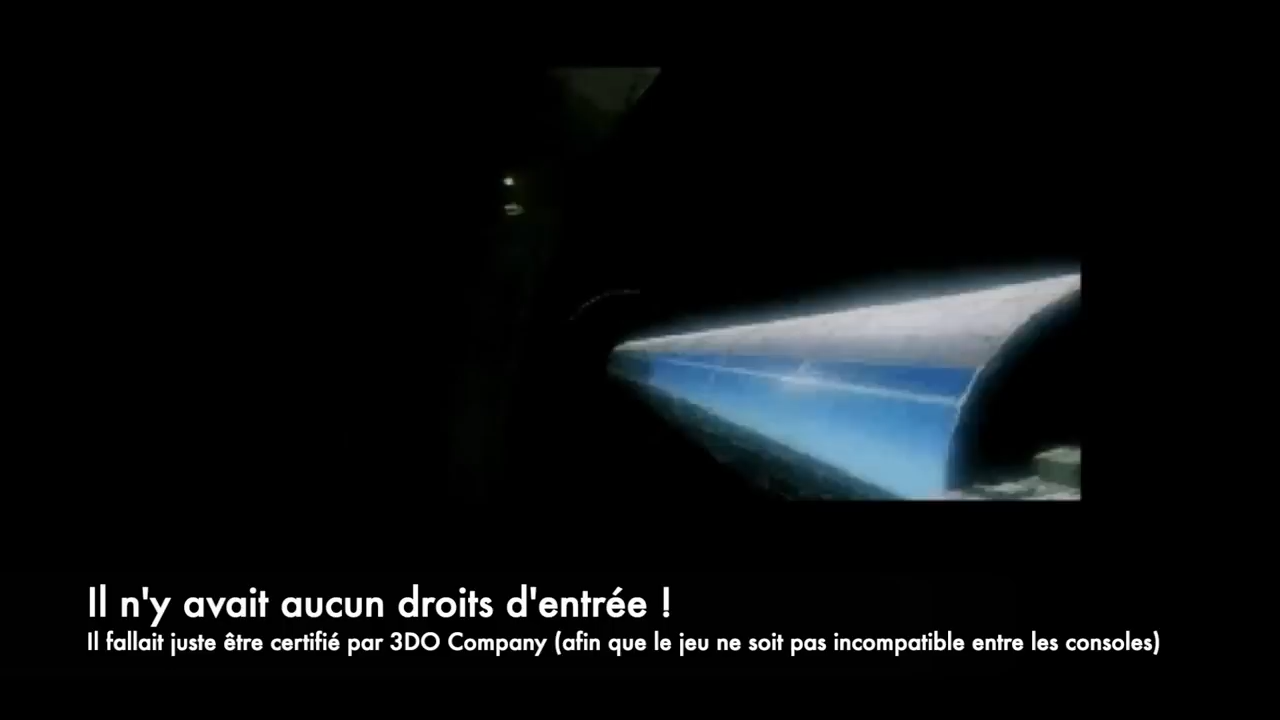 Il n'y avait aucun droits d'entrée !
Il fallait juste être certifié par 3DO Company (afin que le jeu ne soit pas incompatible entre les consoles)